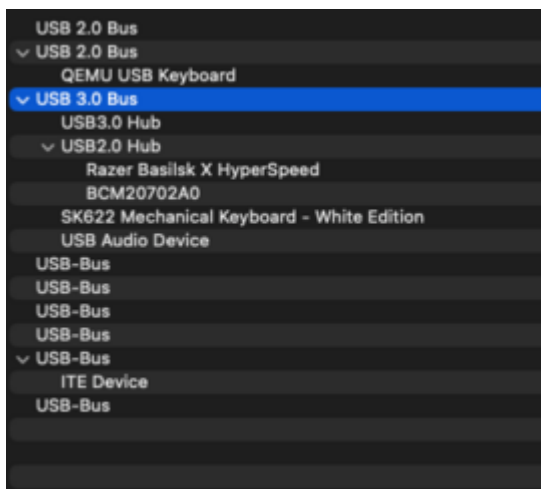 USB 2.0 Bus
USB 2.0 Bus
QEMU USB Keyboard
USB 3.0 Bus
USB3.0 Hub
USB2.0 Hub
Razer Basilsk X HyperSpeed
BCM20702A0
SK622 Mechanical Keyboard - White Edition
USB Audio Device
USB-Bus
USB-Bus
USB-Bus
USB-Bus
USB-Bus
ITE Device
USB-Bus